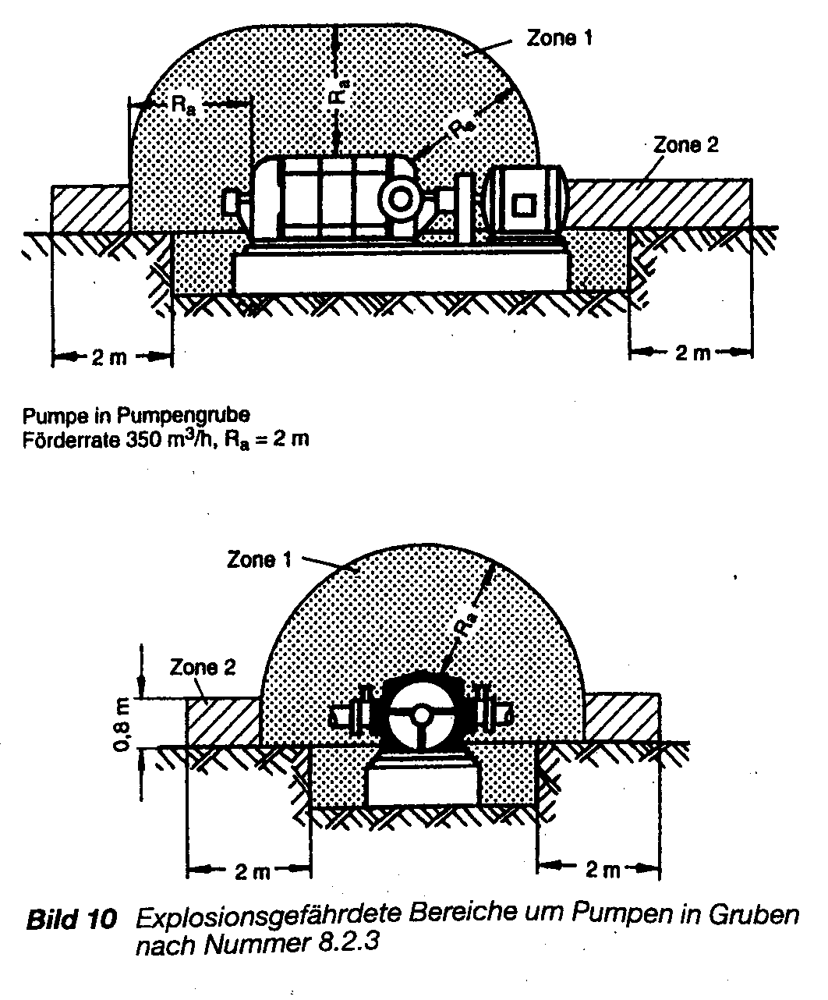 Zone 1
Rₐ
Rₐ
Rₐ
Zone 2
2 m
2 m
Pumpe in Pumpengrube
Förderrate 350 m³/h, Rₐ = 2 m
Zone 1
Rₐ
Zone 2
0,8 m
2 m
2 m
Bild 10 Explosionsgefährdete Bereiche um Pumpen in Gruben
nach Nummer 8.2.3